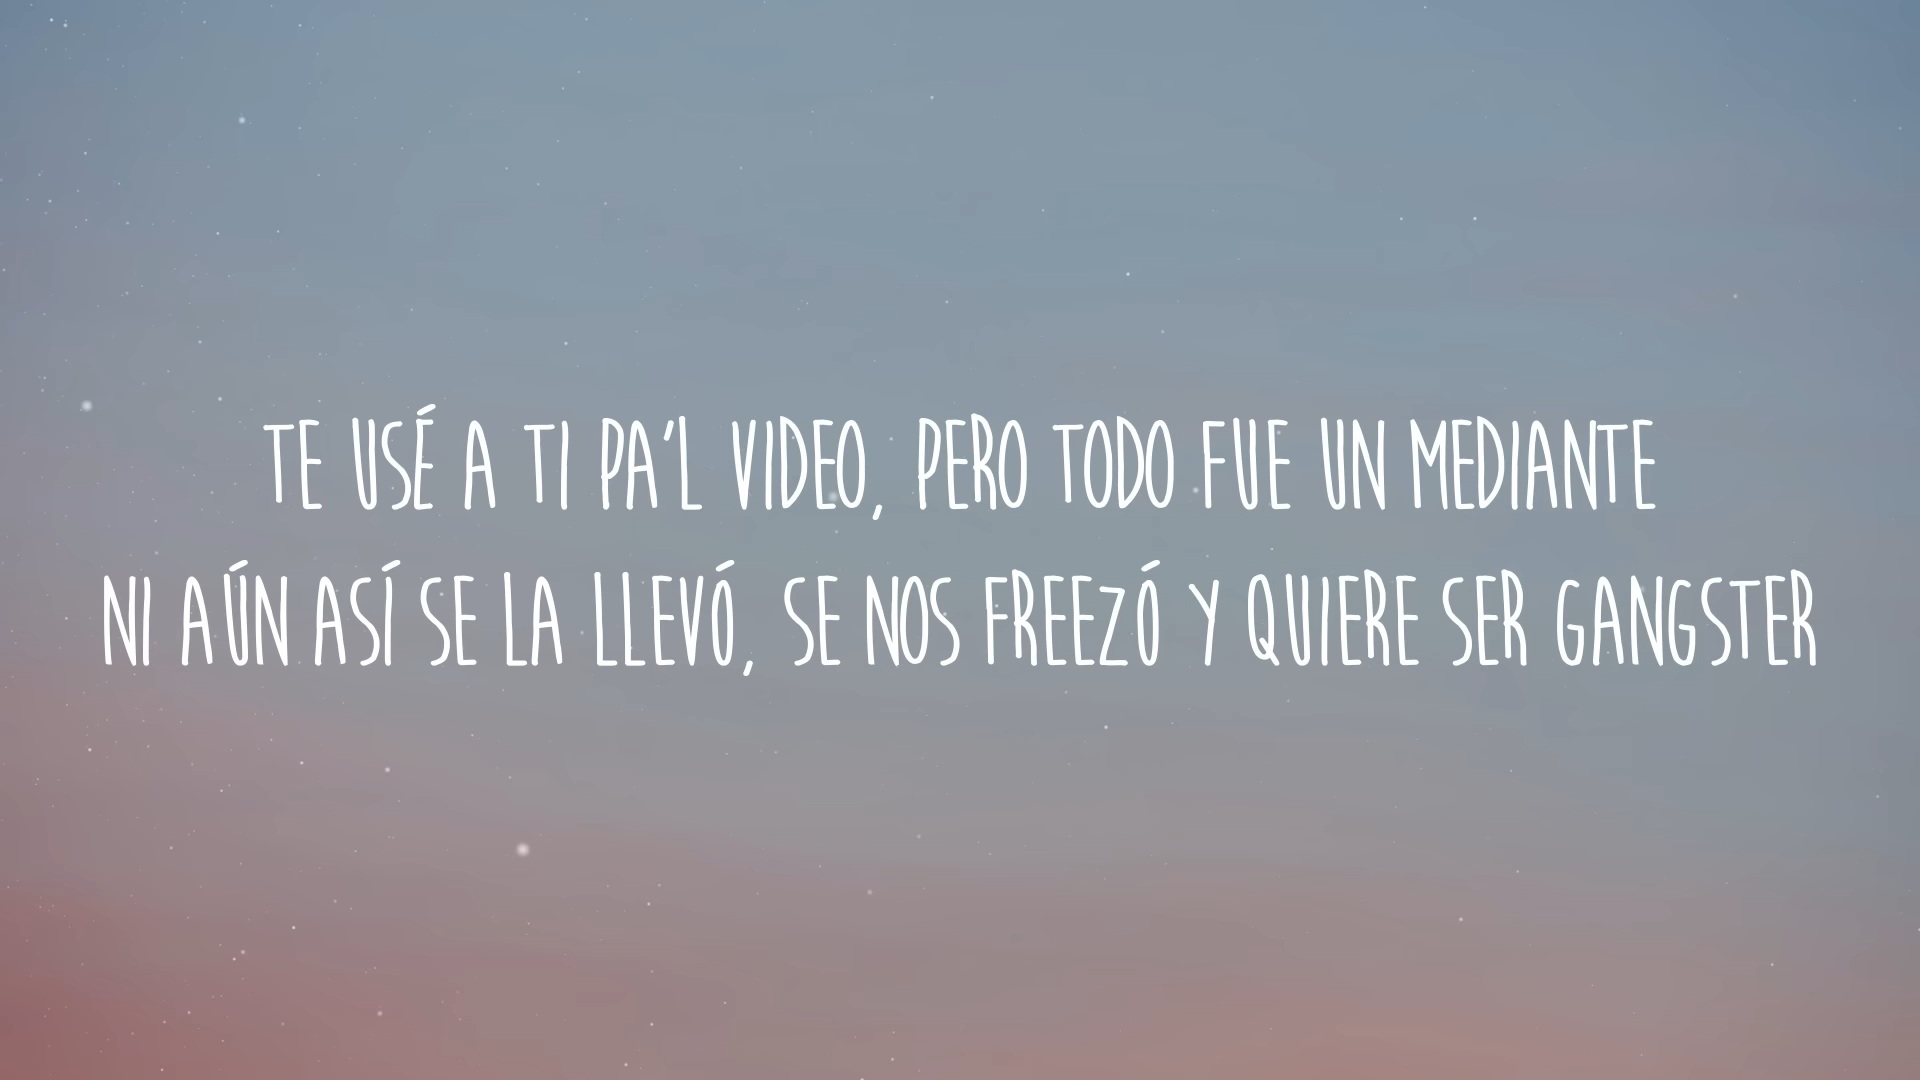 TE USÉ A TI PA'L VIDEO, PERO TODO FUE UN MEDIANTE
NI AÚN ASÍ SE LA LLEVÓ, SE NOS FREEZÓ Y QUIERE SER GANGSTER